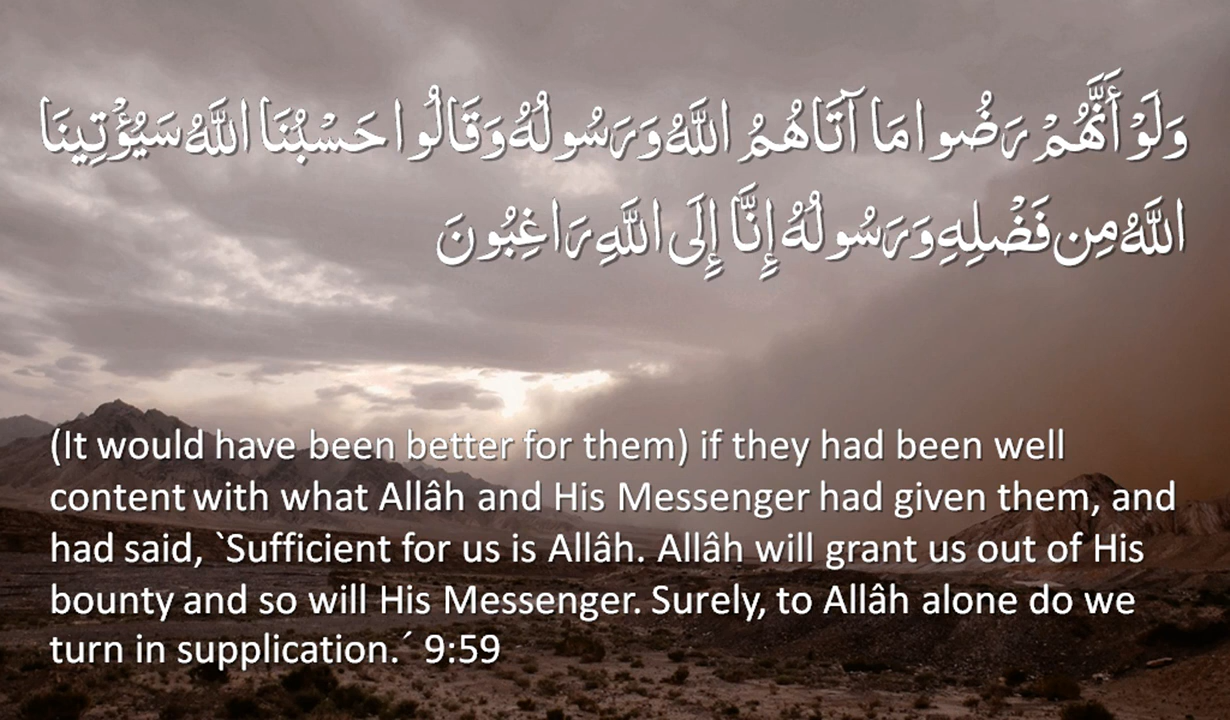 وَلَوْ أَنَّهُمْ رَضُوا مَا آتَاهُمُ اللَّهُ وَرَسُولُهُ وَقَالُوا حَسْبُنَا اللَّهُ سَيُؤْتِينَا
اللَّهُ مِن فَضْلِهِ وَرَسُولُهُ إِنَّا إِلَى اللَّهِ رَاغِبُونَ
(It would have been better for them) if they had been well
content with what Allâh and His Messenger had given them, and
had said, `Sufficient for us is Allâh. Allâh will grant us out of His
bounty and so will His Messenger. Surely, to Allâh alone do we
turn in supplication.´ 9:59